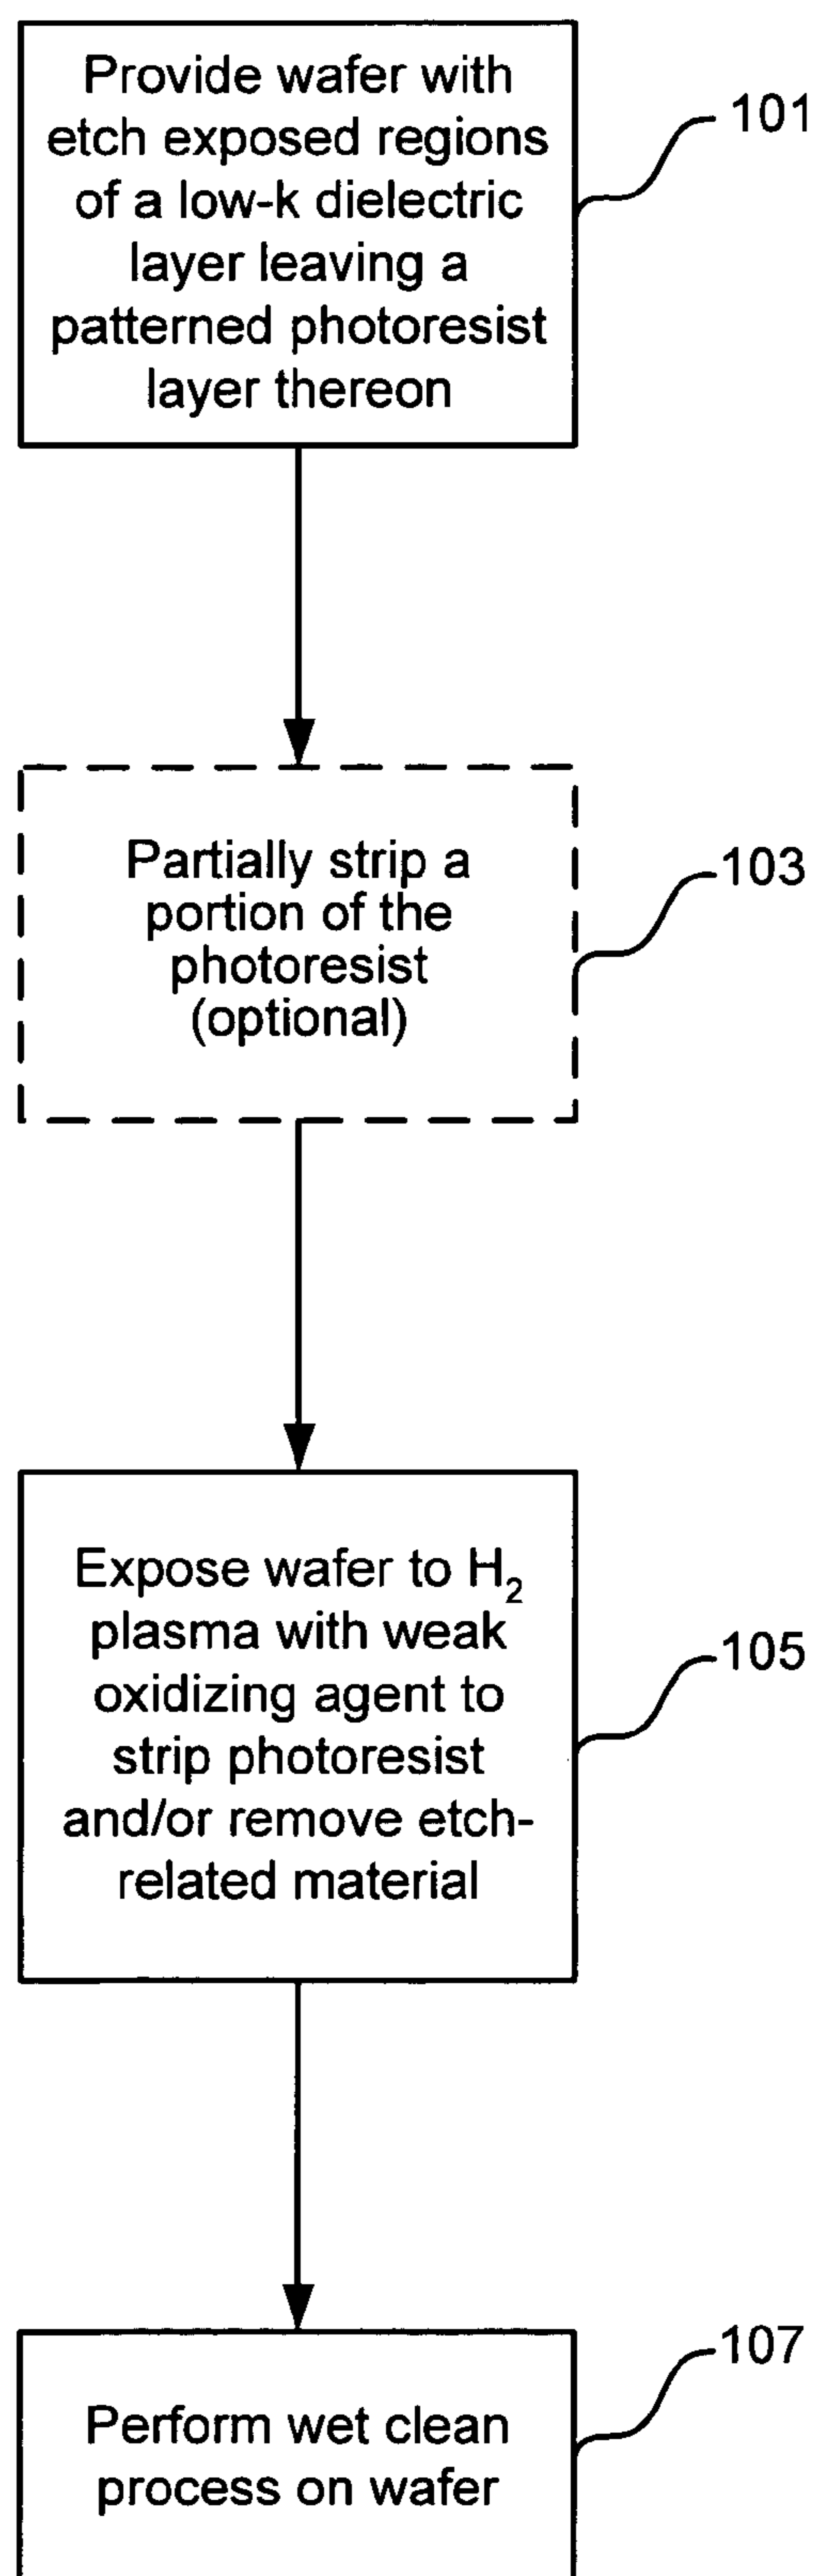 Provide wafer with
etch exposed regions
of a low-k dielectric
layer leaving a
patterned photoresist
layer thereon
101
Partially strip a
portion of the
photoresist
(optional)
103
Expose wafer to H₂
plasma with weak
oxidizing agent to
strip photoresist
and/or remove etch-
related material
105
Perform wet clean
process on wafer
107